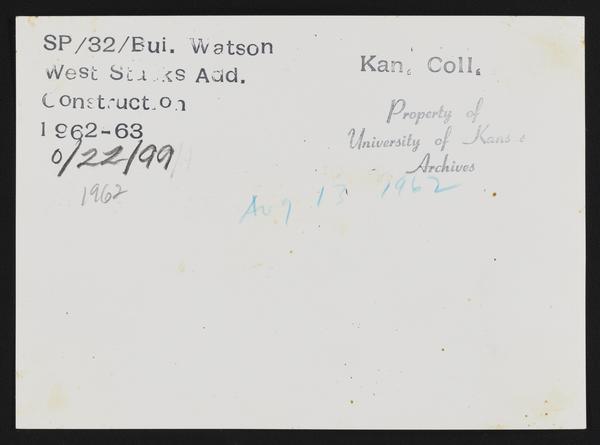 SP/32/Bui. Watson
West Stacks Add.
Construction
1962-63
0/22/99
1962
Kan. Coll.
Property of
University of Kansas
Archives
Aug 13 1962